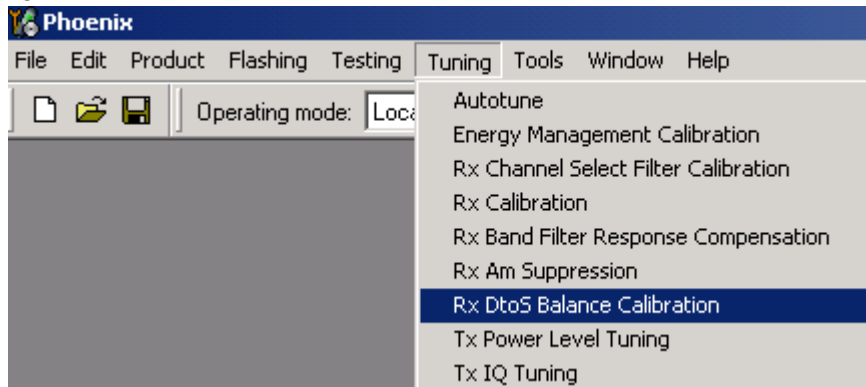 Phoenix
File Edit Product Flashing Testing Tuning Tools Window Help
Operating mode: Loca
Autotune
Energy Management Calibration
Rx Channel Select Filter Calibration
Rx Calibration
Rx Band Filter Response Compensation
Rx Am Suppression
Rx DtoS Balance Calibration
Tx Power Level Tuning
Tx IQ Tuning